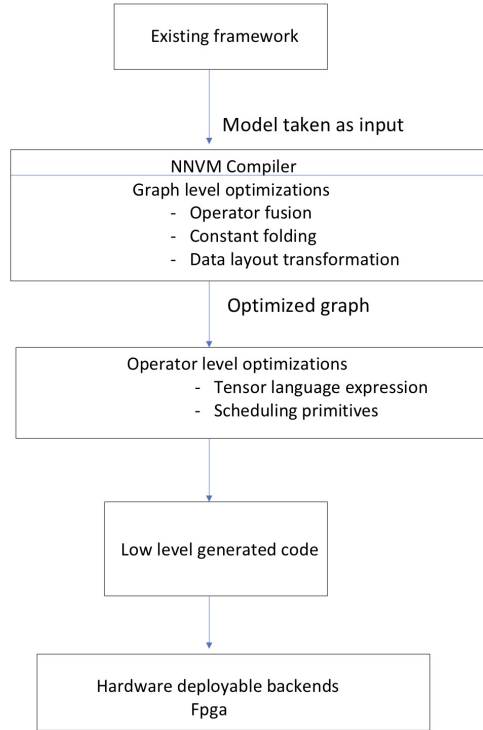 Existing framework
Model taken as input
NNVM Compiler
Graph level optimizations
- Operator fusion
- Constant folding
- Data layout transformation
Optimized graph
Operator level optimizations
- Tensor language expression
- Scheduling primitives
Low level generated code
Hardware deployable backends
Fpga